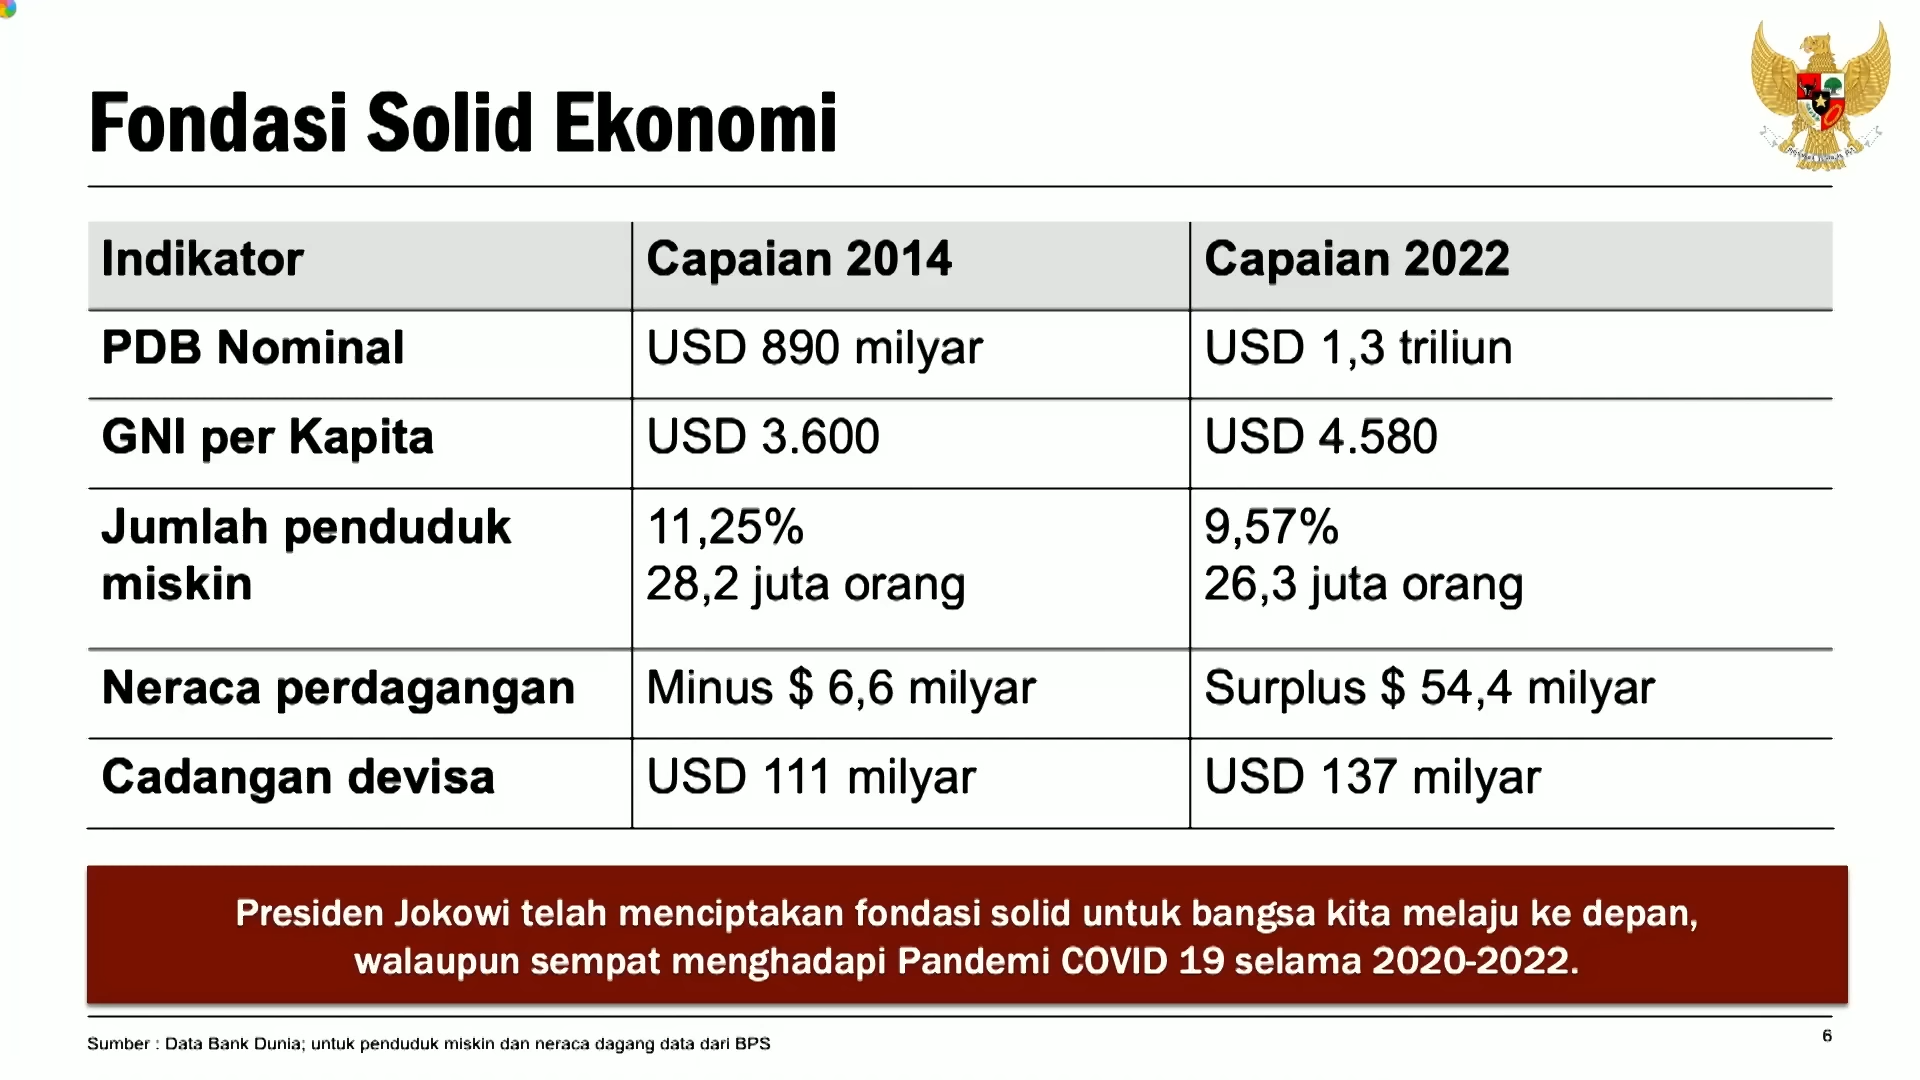 Fondasi Solid Ekonomi
Indikator Capaian 2014 Capaian 2022
PDB Nominal USD 890 milyar USD 1,3 triliun
GNI per Kapita USD 3.600 USD 4.580
Jumlah penduduk 11,25% 9,57%
miskin 28,2 juta orang 26,3 juta orang
Neraca perdagangan Minus $ 6,6 milyar Surplus $ 54,4 milyar
Cadangan devisa USD 111 milyar USD 137 milyar
Presiden Jokowi telah menciptakan fondasi solid untuk bangsa kita melaju ke depan,
walaupun sempat menghadapi Pandemi COVID 19 selama 2020-2022.
Sumber : Data Bank Dunia; untuk penduduk miskin dan neraca dagang data dari BPS
6